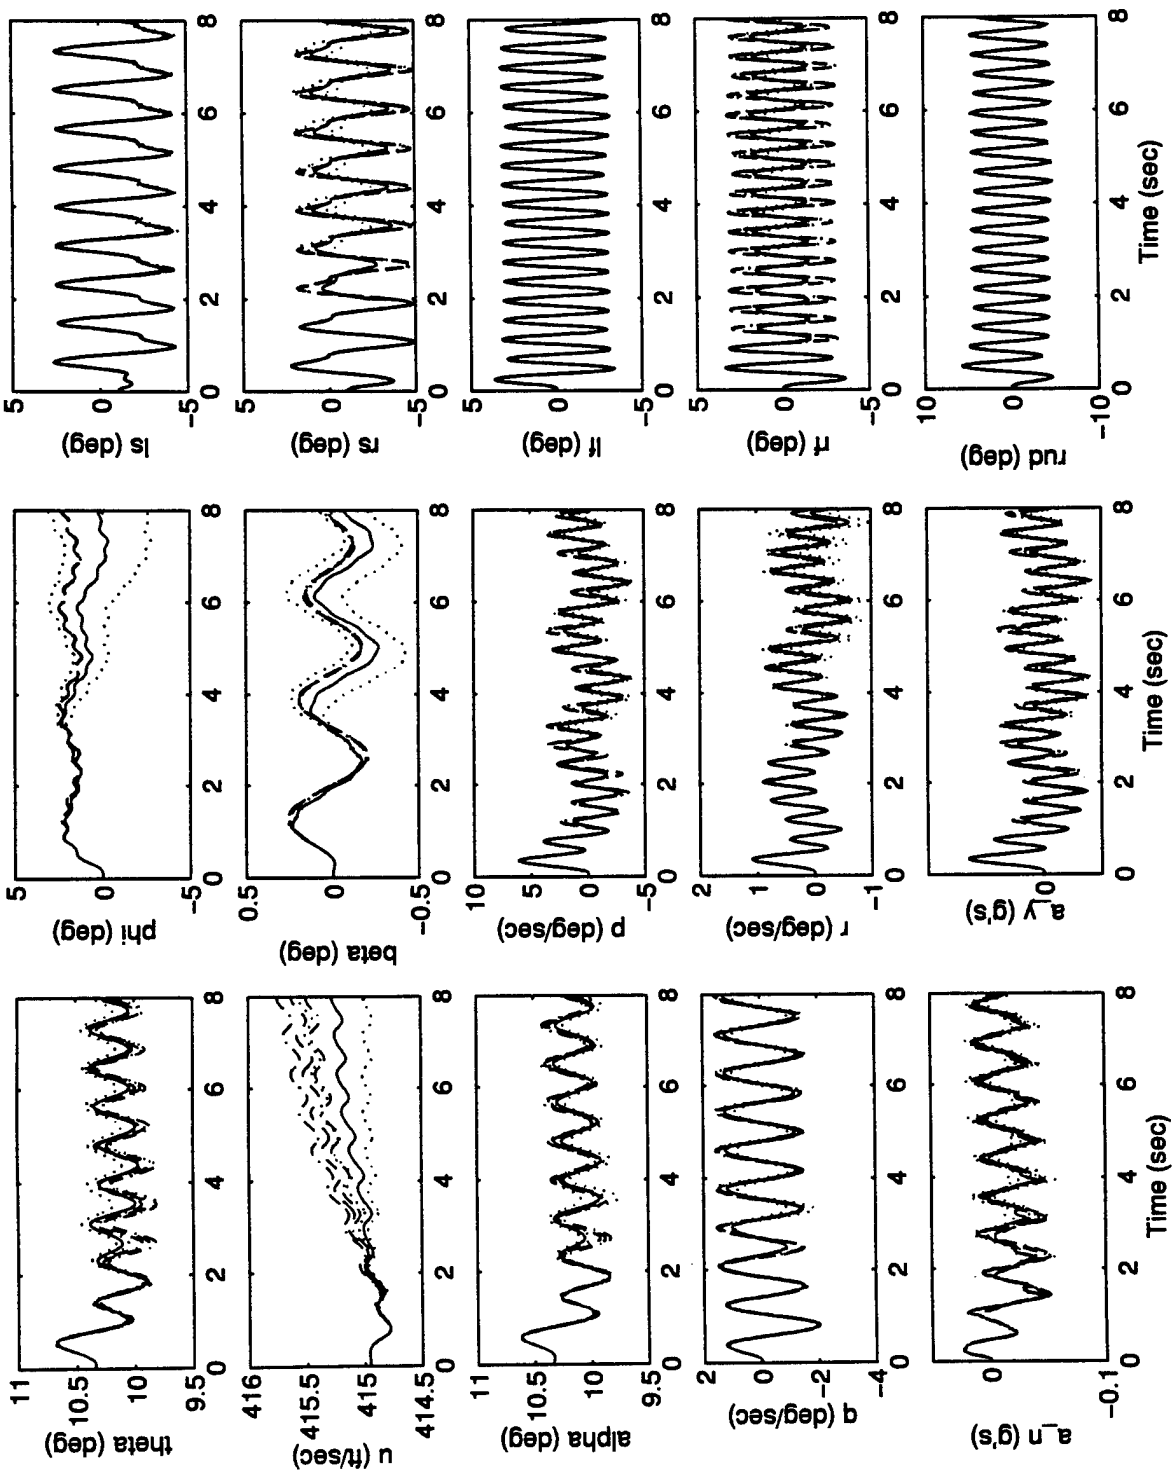 theta (deg)
11
10.5
10
9.5
0 2 4 6 8
phi (deg)
5
0
-5
0 2 4 6 8
ls (deg)
5
0
-5
0 2 4 6 8
u (ft/sec)
416
415.5
415
414.5
0 2 4 6 8
beta (deg)
0.5
0
-0.5
0 2 4 6 8
rs (deg)
5
0
-5
0 2 4 6 8
alpha (deg)
11
10.5
10
9.5
0 2 4 6 8
p (deg/sec)
10
5
0
-5
0 2 4 6 8
lf (deg)
5
0
-5
0 2 4 6 8
q (deg/sec)
2
0
-2
-4
0 2 4 6 8
r (deg/sec)
2
1
0
-1
0 2 4 6 8
rf (deg)
5
0
-5
0 2 4 6 8
a_n (g's)
0
-0.1
0 2 4 6 8
Time (sec)
a_y (g's)
0
0 2 4 6 8
Time (sec)
rud (deg)
10
0
-10
0 2 4 6 8
Time (sec)